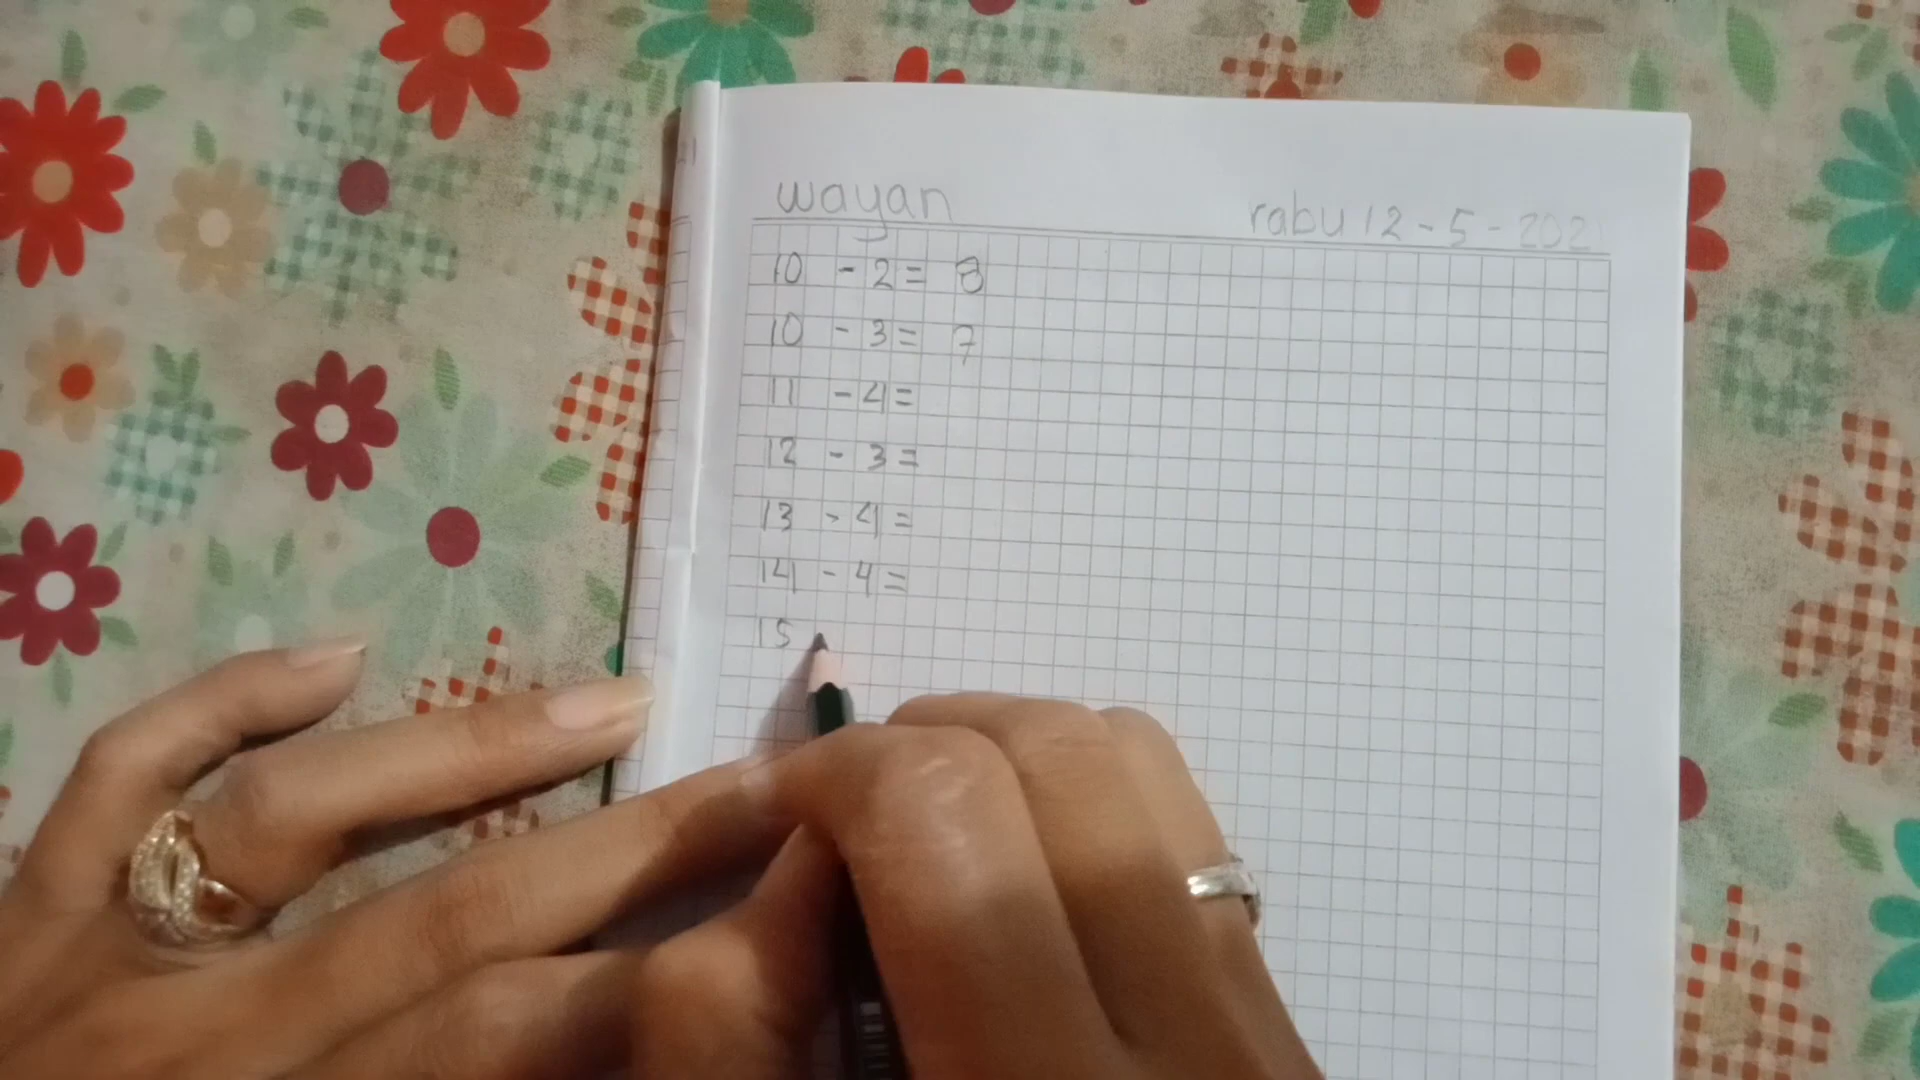 wayan rabu 12-5-2021
10 - 2 = 8
10 - 3 = 7
11 - 4 =
12 - 3 =
13 - 4 =
14 - 4 =
15